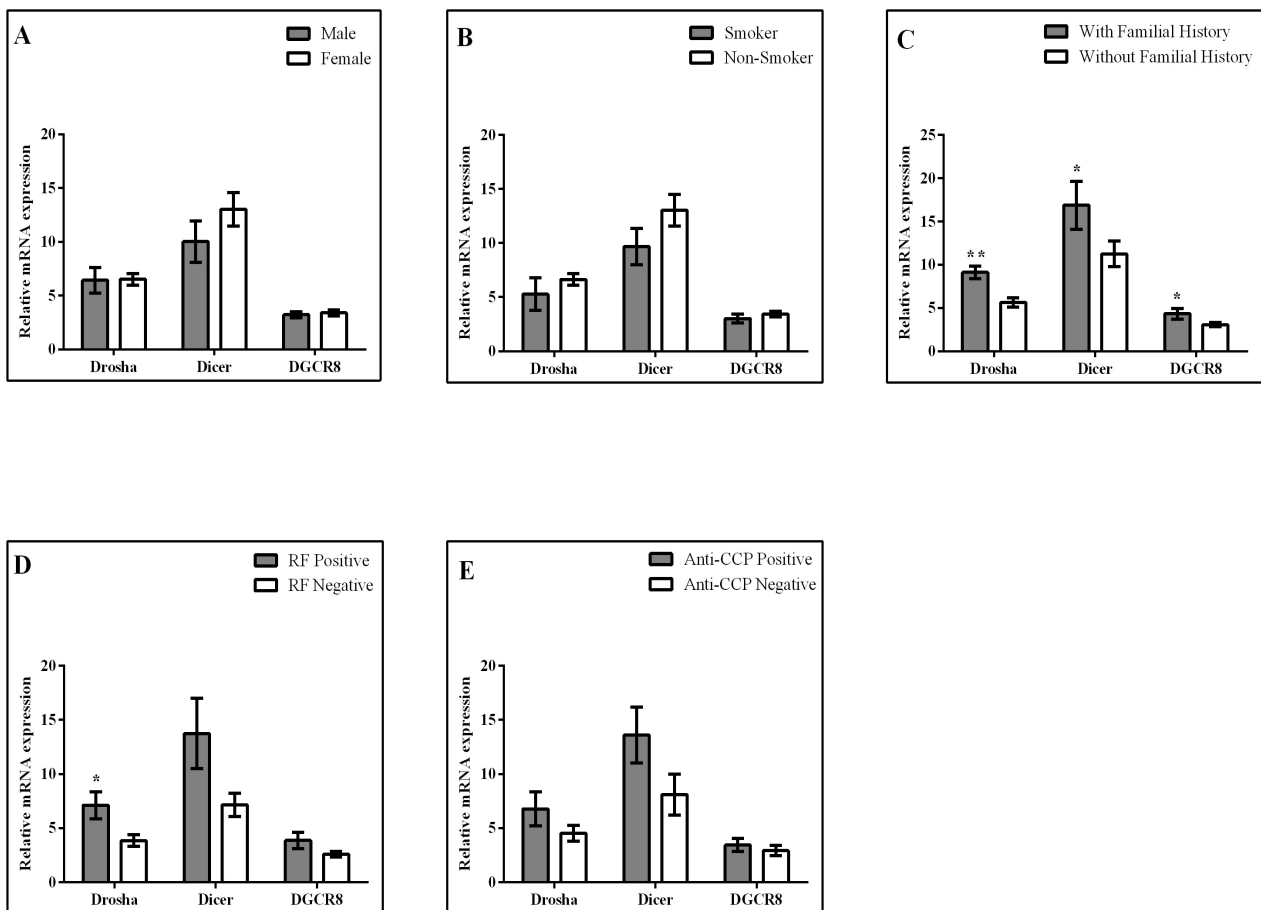 A
Male
Female
Relative mRNA expression
20
15
10
5
0
Drosha Dicer DGCR8
B
Smoker
Non-Smoker
Relative mRNA expression
20
15
10
5
0
Drosha Dicer DGCR8
C
With Familial History
Without Familial History
Relative mRNA expression
25
20
15
10
5
0
** * *
Drosha Dicer DGCR8
D
RF Positive
RF Negative
Relative mRNA expression
20
15
10
5
0
*
Drosha Dicer DGCR8
E
Anti-CCP Positive
Anti-CCP Negative
Relative mRNA expression
20
15
10
5
0
Drosha Dicer DGCR8